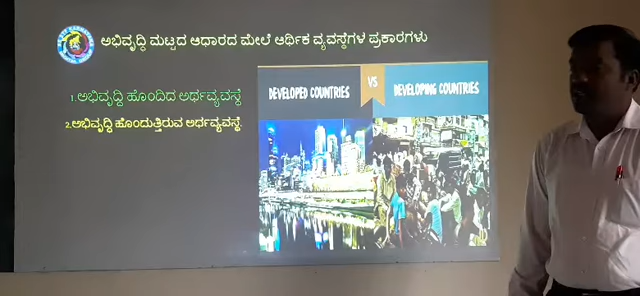 ಅಭಿವೃದ್ಧಿ ಮಟ್ಟದ ಆಧಾರದ ಮೇಲೆ ಆರ್ಥಿಕ ವ್ಯವಸ್ಥೆಗಳ ಪ್ರಕಾರಗಳು
1.ಅಭಿವೃದ್ಧಿ ಹೊಂದಿದ ಅರ್ಥವ್ಯವಸ್ಥೆ
2.ಅಭಿವೃದ್ಧಿ ಹೊಂದುತ್ತಿರುವ ಅರ್ಥವ್ಯವಸ್ಥೆ.
DEVELOPED COUNTRIES
VS
DEVELOPING COUNTRIES